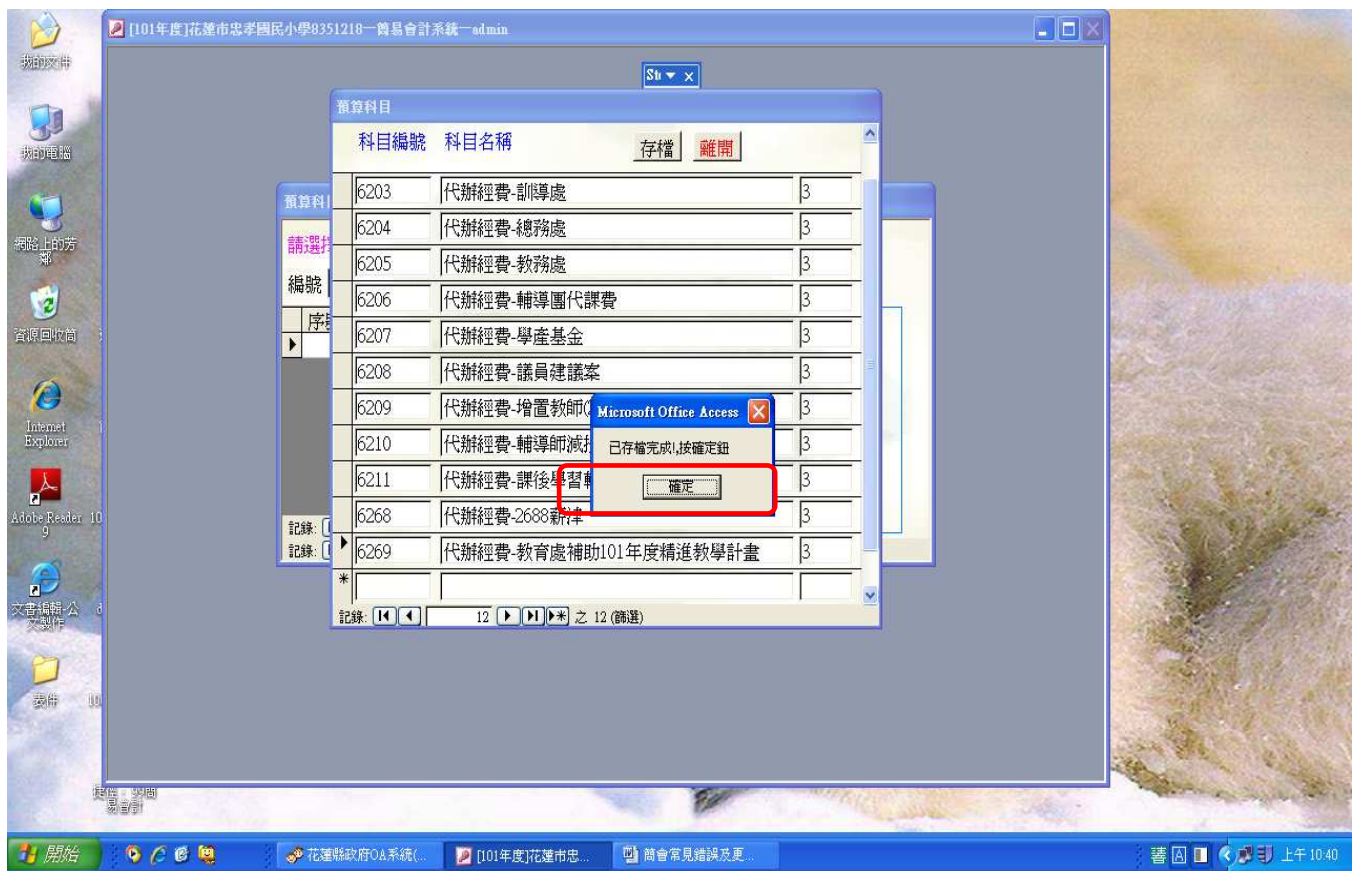 [101年度]花蓮市忠孝國民小學8351218—簡易會計系統—admin
我的文件
我的電腦
網路上的芳鄰
資源回收筒
Internet Explorer
Adobe Reader 9
文書編輯-公文製作
表件
捷徑 - 99簡易會計
預算科目
科目編號 科目名稱 存檔 離開
6203 代辦經費-訓導處 3
6204 代辦經費-總務處 3
6205 代辦經費-教務處 3
6206 代辦經費-輔導團代課費 3
6207 代辦經費-學產基金 3
6208 代辦經費-議員建議案 3
6209 代辦經費-增置教師( 3
6210 代辦經費-輔導師減 3
6211 代辦經費-課後學習 3
6268 代辦經費-2688薪津 3
6269 代辦經費-教育處補助101年度精進教學計畫 3
記錄: 12 之 12 (篩選)
Microsoft Office Access
已存檔完成!,按確定鈕
確定
預算科
請選
編號
序
記錄:
記錄:
開始
花蓮縣政府OA系統(...
[101年度]花蓮市忠...
簡會常見錯誤及更...
上午 10:40